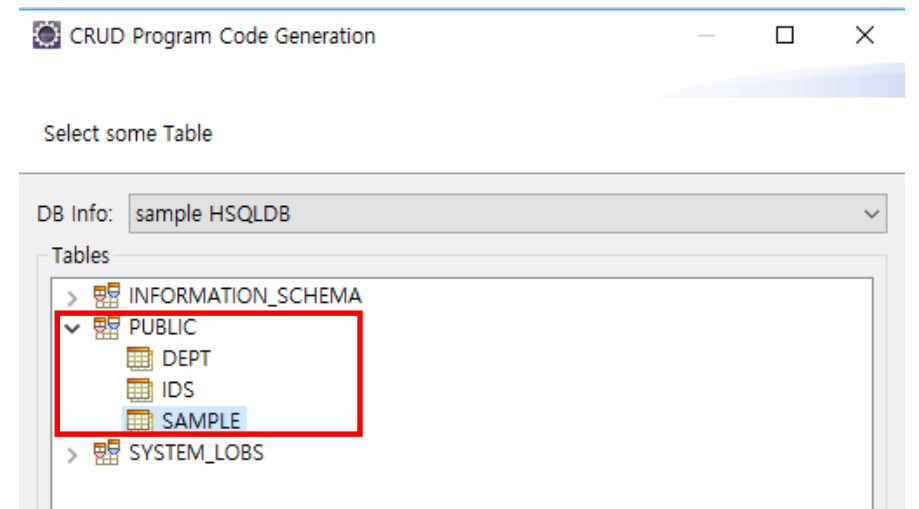 CRUD Program Code Generation
Select some Table
DB Info: sample HSQLDB
Tables
INFORMATION_SCHEMA
PUBLIC
DEPT
IDS
SAMPLE
SYSTEM_LOBS